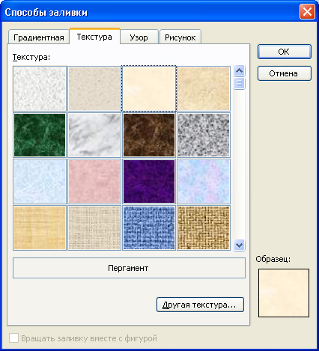 Способы заливки
Градиентная Текстура Узор Рисунок
ОК
Отмена
Текстура:
Пергамент
Образец:
Другая текстура...
Вращать заливку вместе с фигурой